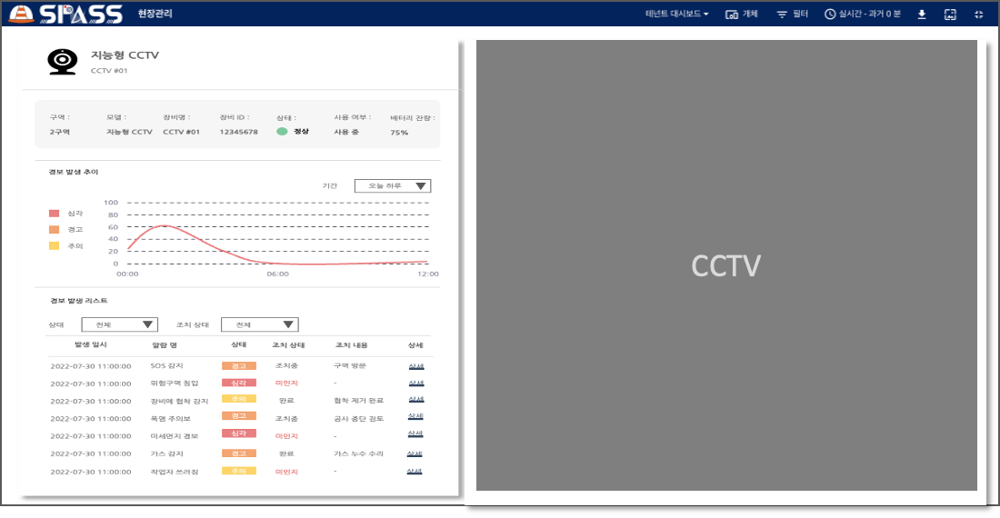 SPASS 현장관리 테넌트 대시보드 개체 필터 실시간 - 과거 0 분
지능형 CCTV
CCTV #01
구역 : 모델 : 장비명 : 장비 ID : 상태 : 사용 여부 : 배터리 잔량 :
2구역 지능형 CCTV CCTV #01 12345678 정상 사용 중 75%
경보 발생 추이
기간 오늘 하루
심각
경고
주의
100
80
60
40
20
0
00:00 06:00 12:00
경보 발생 리스트
상태 전체 조치 상태 전체
발생 일시 알람 명 상태 조치 상태 조치 내용 상세
2022-07-30 11:00:00 SOS 감지 경고 조치중 구역 방문 상세
2022-07-30 11:00:00 위험구역 침입 심각 미인지 - 상세
2022-07-30 11:00:00 장비에 협착 감지 주의 완료 협착 제거 완료 상세
2022-07-30 11:00:00 폭염 주의보 경고 조치중 공사 중단 검토 상세
2022-07-30 11:00:00 미세먼지 경보 심각 미인지 - 상세
2022-07-30 11:00:00 가스 감지 경고 완료 가스 누수 수리 상세
2022-07-30 11:00:00 작업자 쓰러짐 주의 미인지 - 상세
CCTV